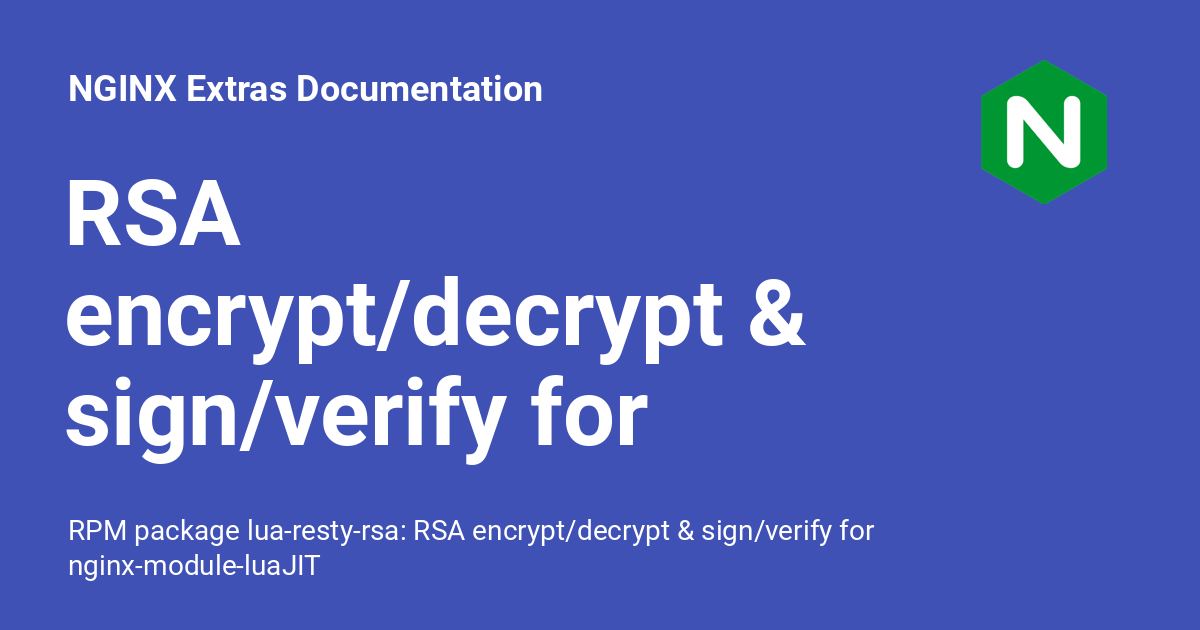 NGINX Extras Documentation
RSA
encrypt/decrypt &
sign/verify for
RPM package lua-resty-rsa: RSA encrypt/decrypt & sign/verify for
nginx-module-luaJIT
N